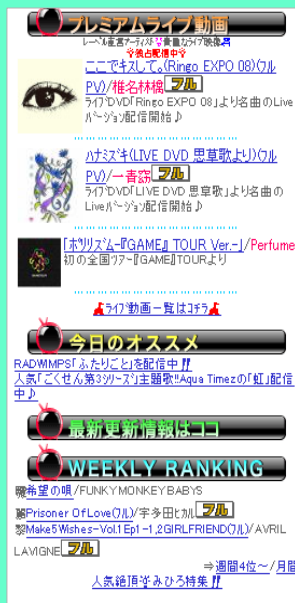 プレミアムライブ動画
レーベル直営アーティスト貴重なライブ映像
独占配信中
ここでキスして。(Ringo EXPO 08)(フル
PV)/椎名林檎 フル
ライブDVD「Ringo EXPO 08」より名曲のLive
バージョン配信開始♪
ハナミズキ(LIVE DVD 思草歌より)(フル
PV)/一青窈 フル
ライブDVD「LIVE DVD 思草歌」より名曲の
Liveバージョン配信開始♪
「ポリリズム-『GAME』TOUR Ver.-」/Perfume
初の全国ツアー『GAME』TOURより
ライブ動画一覧はコチラ
今日のオススメ
RADWIMPS「ふたりごと」を配信中!!
人気「ごくせん第3シリーズ」主題歌!!Aqua Timezの「虹」配信
中♪
最新更新情報はココ
WEEKLY RANKING
希望の唄/FUNKY MONKEY BABYS
Prisoner Of Love(フル)/宇多田ヒカル フル
Make5Wishes-Vol.1 Ep1-1,2GIRLFRIEND(フル)/AVRIL
LAVIGNE フル
⇒週間4位~/月間
人気絶頂みひろ特集!!